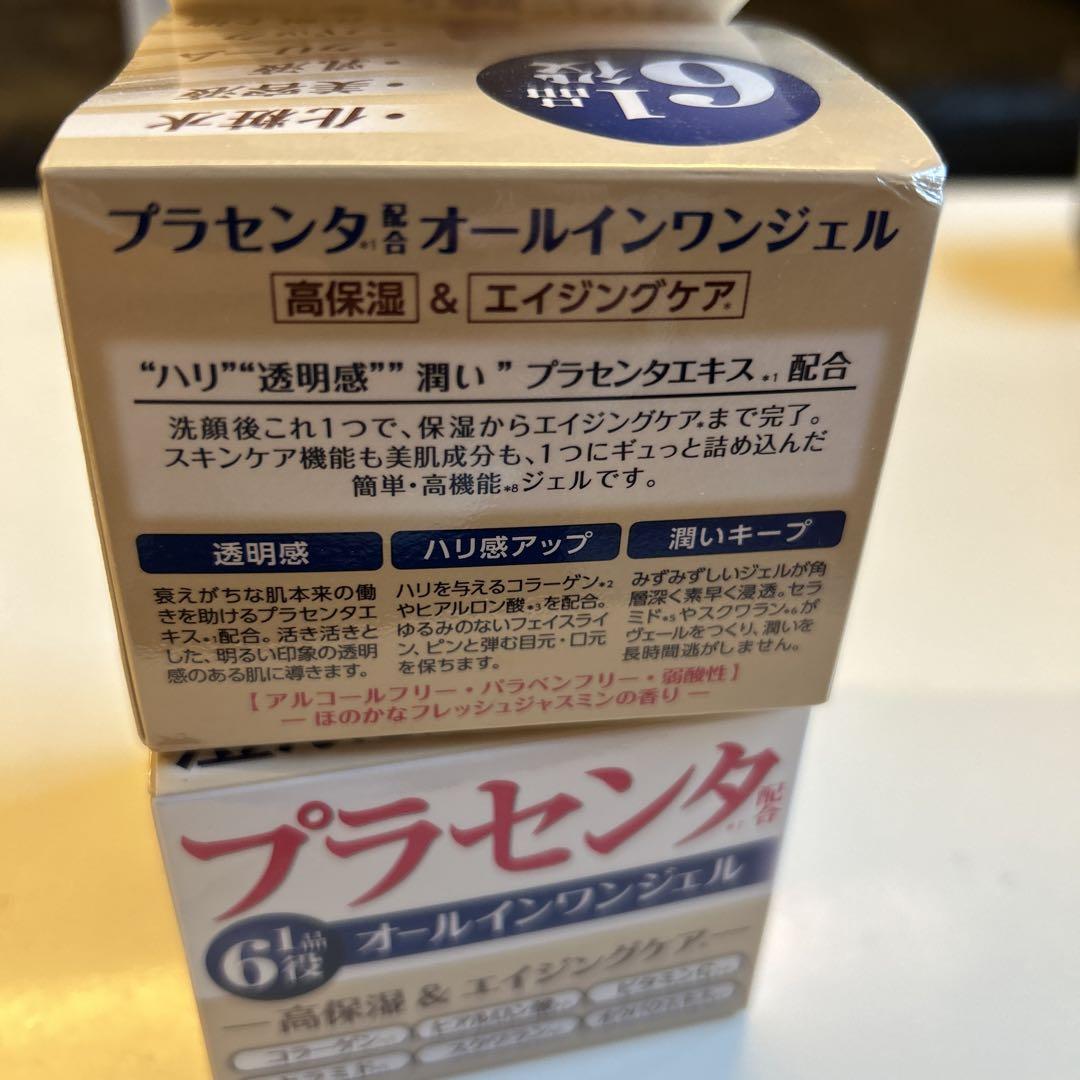 ・化粧水
・美容液
・乳液
・クリーム
1品
6役
プラセンタ*1配合 オールインワンジェル
高保湿 & エイジングケア*
“ハリ”“透明感””潤い” プラセンタエキス*1 配合
洗顔後これ1つで、保湿からエイジングケア*まで完了。
スキンケア機能も美肌成分も、1つにギュっと詰め込んだ
簡単・高機能*8ジェルです。
透明感
衰えがちな肌本来の働
きを助けるプラセンタエ
キス*1配合。活き活きと
した、明るい印象の透明
感のある肌に導きます。
ハリ感アップ
ハリを与えるコラーゲン*2
やヒアルロン酸*3を配合。
ゆるみのないフェイスライ
ン、ピンと弾む目元・口元
を保ちます。
潤いキープ
みずみずしいジェルが角
層深く素早く浸透。セラ
ミド*5やスクワラン*6が
ヴェールをつくり、潤いを
長時間逃がしません。
【アルコールフリー・パラベンフリー・弱酸性】
― ほのかなフレッシュジャスミンの香り ―
プラセンタ*1配合
1品
6役
オールインワンジェル
― 高保湿 & エイジングケア* ―
コラーゲン
ヒアルロン酸
ビタミンC
スクワラン